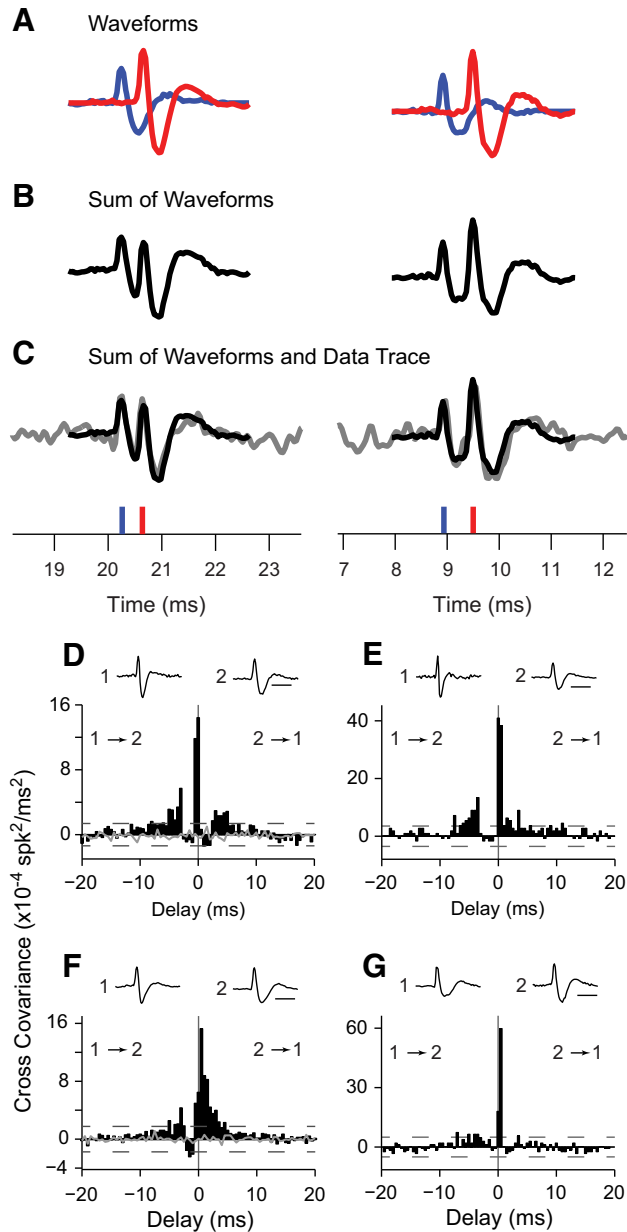 A
Waveforms
B
Sum of Waveforms
C
Sum of Waveforms and Data Trace
19 20 21 22 23
Time (ms)
7 8 9 10 11 12
Time (ms)
Cross Covariance (x10⁻⁴ spk²/ms²)
D
1 2
16
8
0
1 → 2 2 → 1
−20 −10 0 10 20
Delay (ms)
E
1 2
40
20
0
1 → 2 2 → 1
−20 −10 0 10 20
Delay (ms)
F
1 2
16
8
0
−4
1 → 2 2 → 1
−20 −10 0 10 20
Delay (ms)
G
1 2
60
30
0
1 → 2 2 → 1
−20 −10 0 10 20
Delay (ms)